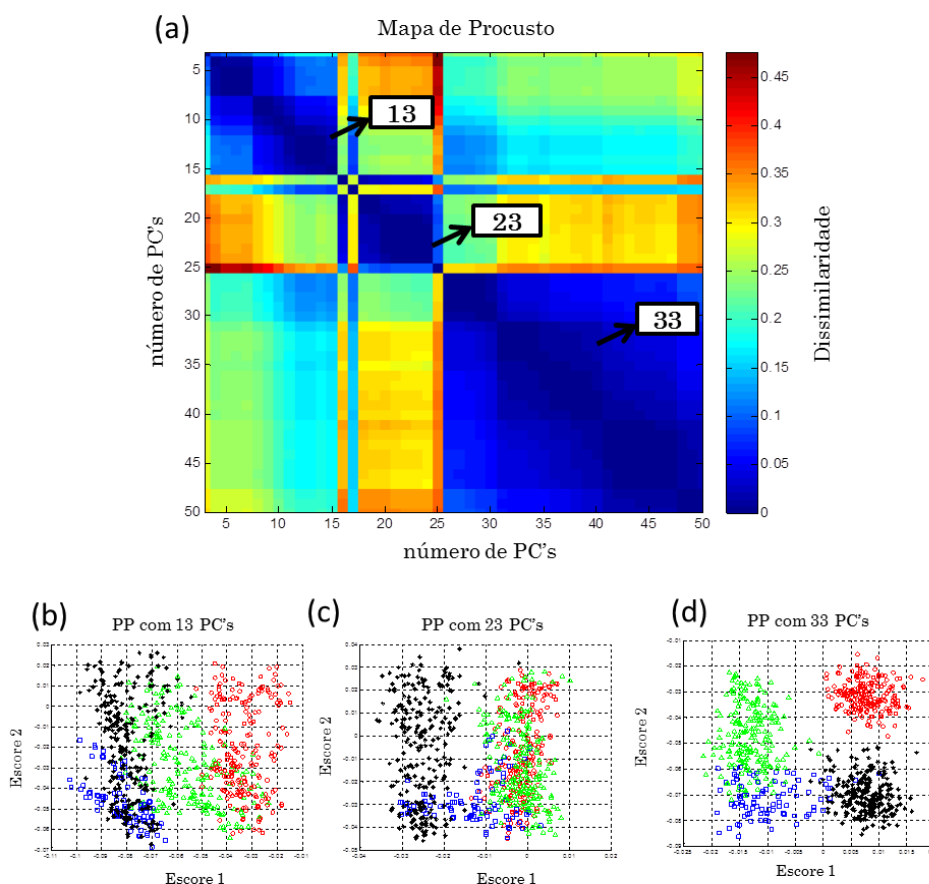 (a)
Mapa de Procusto
5
10
15
20
25
30
35
40
45
50
número de PC's
13
23
33
5 10 15 20 25 30 35 40 45 50
número de PC's
0.45
0.4
0.35
0.3
0.25
0.2
0.15
0.1
0.05
0
Dissimilaridade
(b)
PP com 13 PC's
Escore 2
Escore 1
(c)
PP com 23 PC's
Escore 2
Escore 1
(d)
PP com 33 PC's
Escore 2
Escore 1